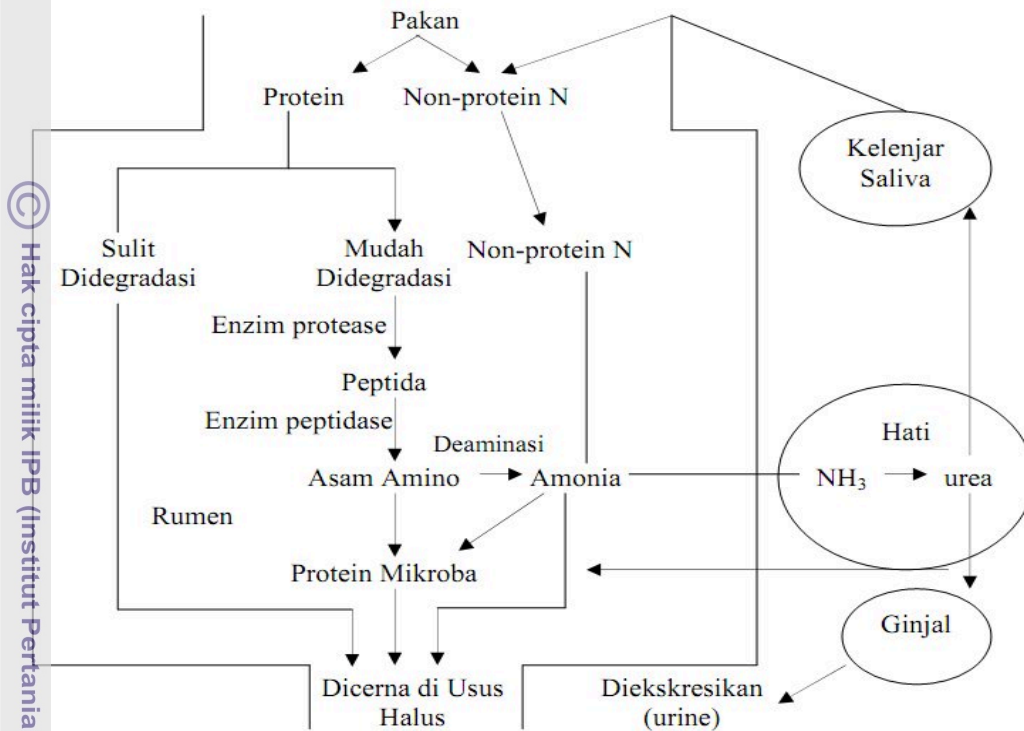 Pakan
Protein
Non-protein N
Kelenjar
Saliva
Sulit
Didegradasi
Mudah
Didegradasi
Non-protein N
Enzim protease
Peptida
Enzim peptidase
Deaminasi
Asam Amino
Amonia
Hati
NH₃
urea
Rumen
Protein Mikroba
Ginjal
Dicerna di Usus
Halus
Diekskresikan
(urine)
© Hak cipta milik IPB (Institut Pertania